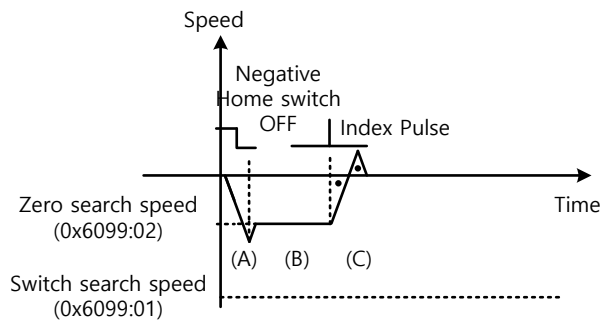 Speed
Negative
Home switch
OFF
Index Pulse
Time
Zero search speed
(0x6099:02)
(A)
(B)
(C)
Switch search speed
(0x6099:01)